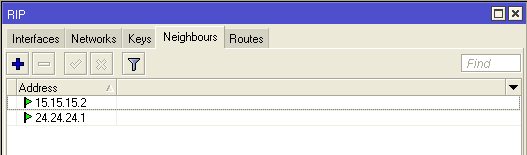 RIP
Interfaces Networks Keys Neighbours Routes
Find
Address
15.15.15.2
24.24.24.1